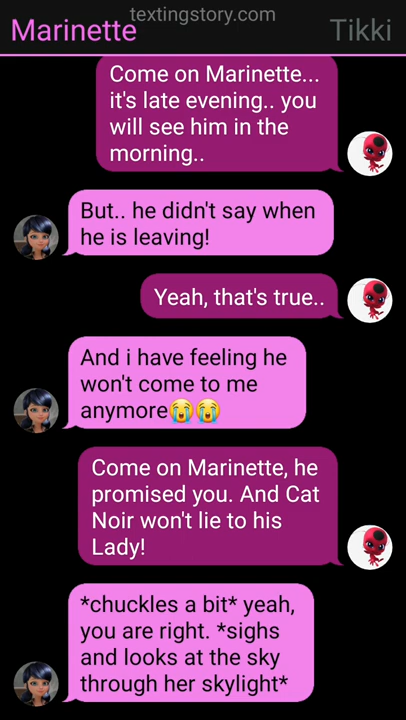 textingstory.com
Marinette
Tikki
Come on Marinette...
it's late evening.. you
will see him in the
morning..
But.. he didn't say when
he is leaving!
Yeah, that's true..
And i have feeling he
won't come to me
anymore😭😭
Come on Marinette, he
promised you. And Cat
Noir won't lie to his
Lady!
*chuckles a bit* yeah,
you are right. *sighs
and looks at the sky
through her skylight*